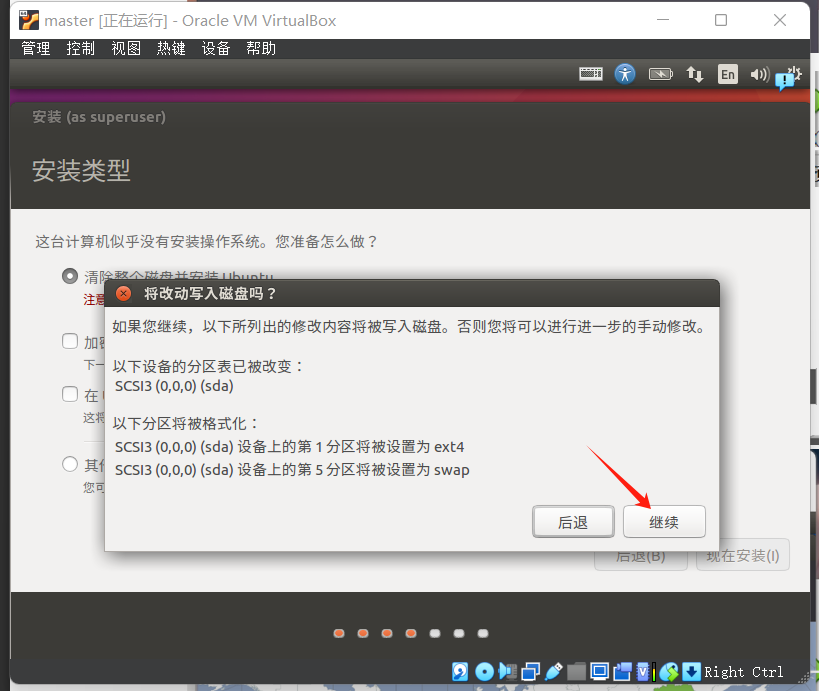 master [正在运行] - Oracle VM VirtualBox
管理 控制 视图 热键 设备 帮助
En
安装 (as superuser)
安装类型
这台计算机似乎没有安装操作系统。您准备怎么做？
清除整个磁盘并安装 Ubuntu
注意
将改动写入磁盘吗？
如果您继续，以下所列出的修改内容将被写入磁盘。否则您将可以进行进一步的手动修改。
加密
下一
以下设备的分区表已被改变：
SCSI3 (0,0,0) (sda)
在
这将
以下分区将被格式化：
SCSI3 (0,0,0) (sda) 设备上的第 1 分区将被设置为 ext4
其他
SCSI3 (0,0,0) (sda) 设备上的第 5 分区将被设置为 swap
您可
后退 继续
后退(B) 现在安装(I)
Right Ctrl